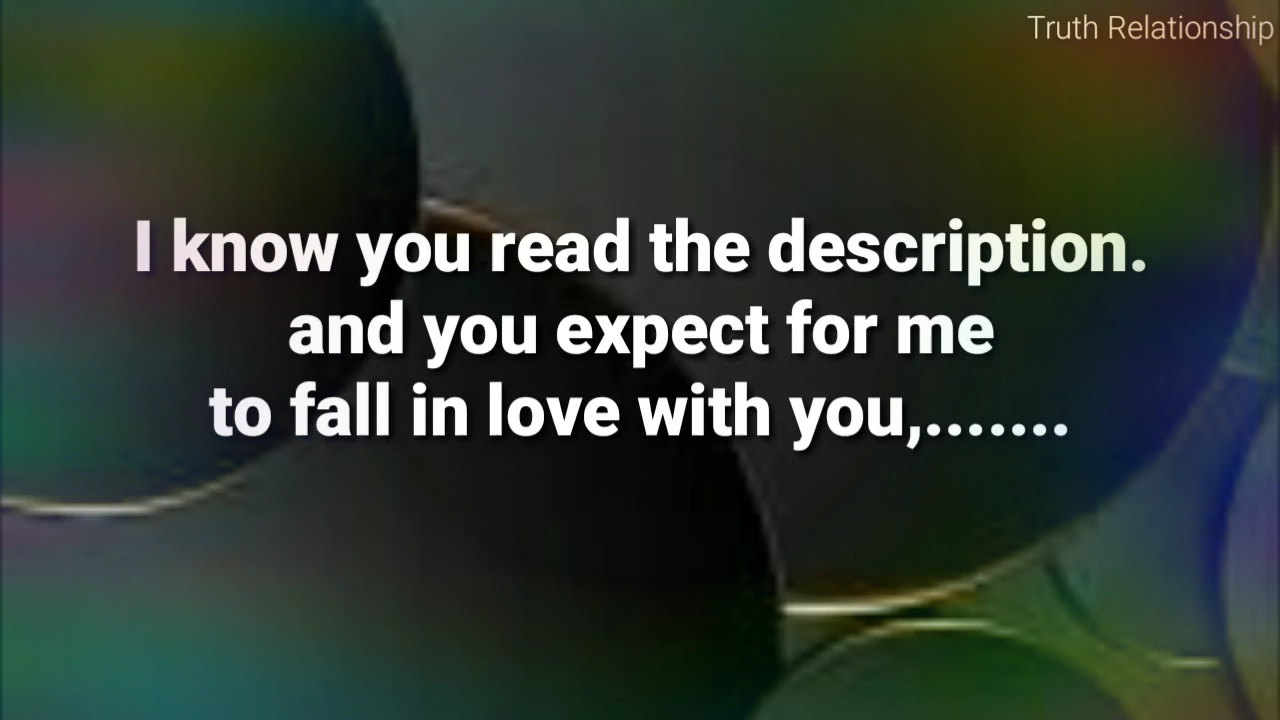 Truth Relationship
I know you read the description.
and you expect for me
to fall in love with you,.......